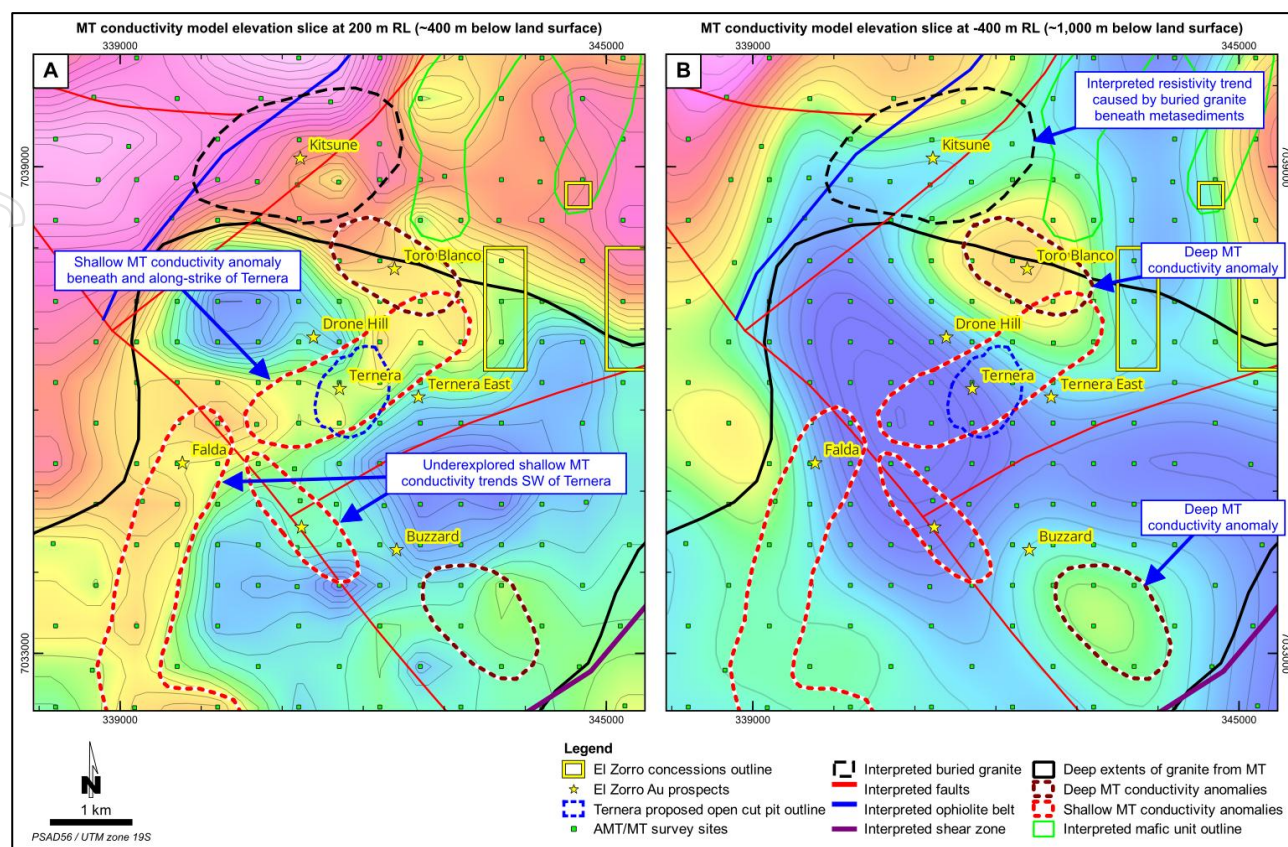 MT conductivity model elevation slice at 200 m RL (~400 m below land surface)
339000
345000
A
Kitsune
7039000
Toro Blanco
Shallow MT conductivity anomaly
beneath and along-strike of Ternera
Drone Hill
Ternera
Ternera East
Falda
Underexplored shallow MT
conductivity trends SW of Ternera
Buzzard
7033000
339000
345000
MT conductivity model elevation slice at -400 m RL (~1,000 m below land surface)
339000
345000
B
Interpreted resistivity trend
caused by buried granite
beneath metasediments
Kitsune
7039000
Toro Blanco
Deep MT
conductivity anomaly
Drone Hill
Ternera
Ternera East
Falda
Deep MT
conductivity anomaly
Buzzard
7033000
339000
345000
N
1 km
PSAD56 / UTM zone 19S
Legend
El Zorro concessions outline
El Zorro Au prospects
Ternera proposed open cut pit outline
AMT/MT survey sites
Interpreted buried granite
Interpreted faults
Interpreted ophiolite belt
Interpreted shear zone
Deep extents of granite from MT
Deep MT conductivity anomalies
Shallow MT conductivity anomalies
Interpreted mafic unit outline